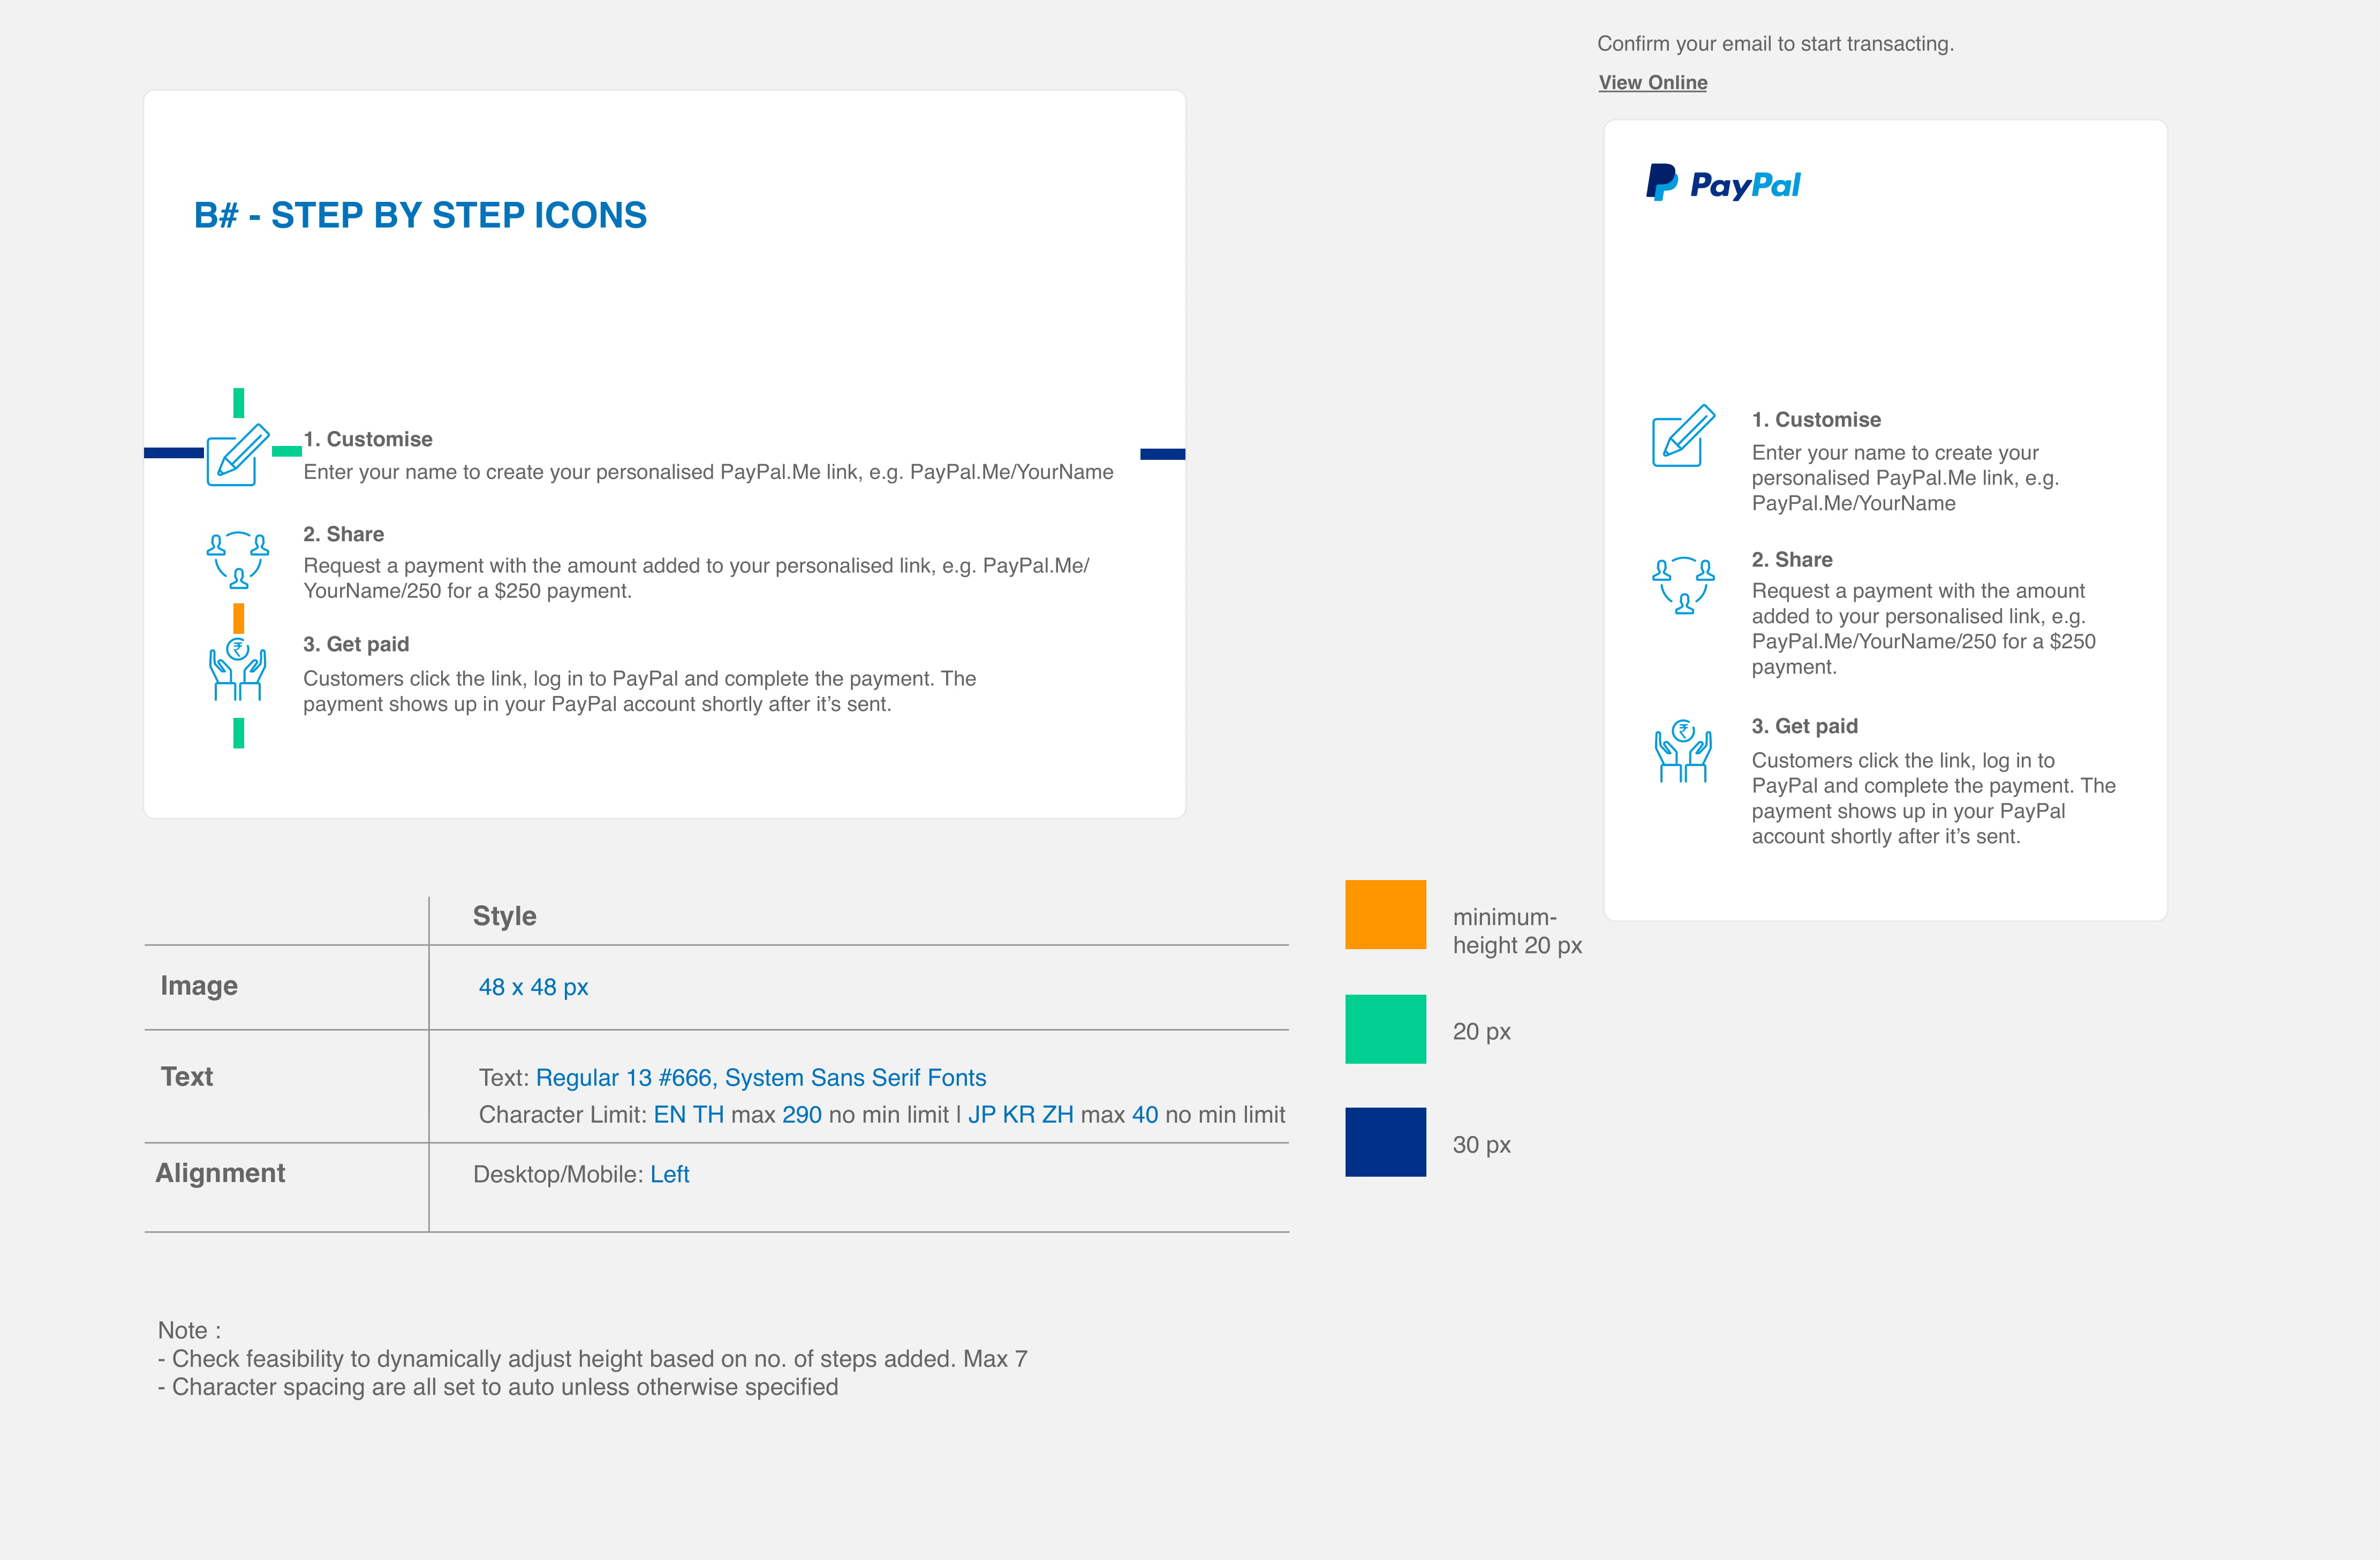 Confirm your email to start transacting.
View Online
B# - STEP BY STEP ICONS
1. Customise
Enter your name to create your personalised PayPal.Me link, e.g. PayPal.Me/YourName
2. Share
Request a payment with the amount added to your personalised link, e.g. PayPal.Me/
YourName/250 for a $250 payment.
₹
3. Get paid
Customers click the link, log in to PayPal and complete the payment. The
payment shows up in your PayPal account shortly after it’s sent.
PayPal
1. Customise
Enter your name to create your
personalised PayPal.Me link, e.g.
PayPal.Me/YourName
2. Share
Request a payment with the amount
added to your personalised link, e.g.
PayPal.Me/YourName/250 for a $250
payment.
₹
3. Get paid
Customers click the link, log in to
PayPal and complete the payment. The
payment shows up in your PayPal
account shortly after it’s sent.
Style
Image
48 x 48 px
Text
Text: Regular 13 #666, System Sans Serif Fonts
Character Limit: EN TH max 290 no min limit | JP KR ZH max 40 no min limit
Alignment
Desktop/Mobile: Left
minimum-
height 20 px
20 px
30 px
Note :
- Check feasibility to dynamically adjust height based on no. of steps added. Max 7
- Character spacing are all set to auto unless otherwise specified